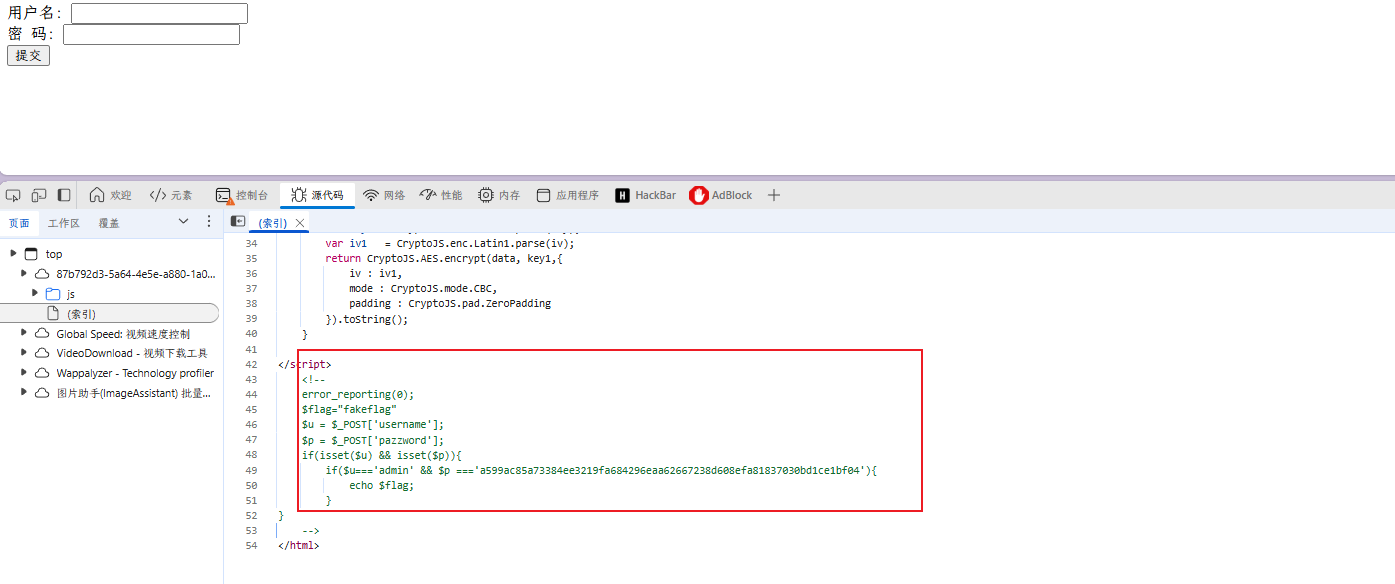 用户名：
密 码：
提交
欢迎 </> 元素 控制台 源代码 网络 性能 内存 应用程序 HackBar AdBlock
页面 工作区 覆盖 (索引)
top
87b792d3-5a64-4e5e-a880-1a0...
js
(索引)
Global Speed: 视频速度控制
VideoDownload - 视频下载工具
Wappalyzer - Technology profiler
图片助手(ImageAssistant) 批量...
34 var iv1 = CryptoJS.enc.Latin1.parse(iv);
35 return CryptoJS.AES.encrypt(data, key1,{
36 iv : iv1,
37 mode : CryptoJS.mode.CBC,
38 padding : CryptoJS.pad.ZeroPadding
39 }).toString();
40 }
41
42 </script>
43 <!--
44 error_reporting(0);
45 $flag="fakeflag"
46 $u = $_POST['username'];
47 $p = $_POST['pazzword'];
48 if(isset($u) && isset($p)){
49 if($u==='admin' && $p ==='a599ac85a73384ee3219fa684296eaa62667238d608efa81837030bd1ce1bf04'){
50 echo $flag;
51 }
52 }
53 -->
54 </html>